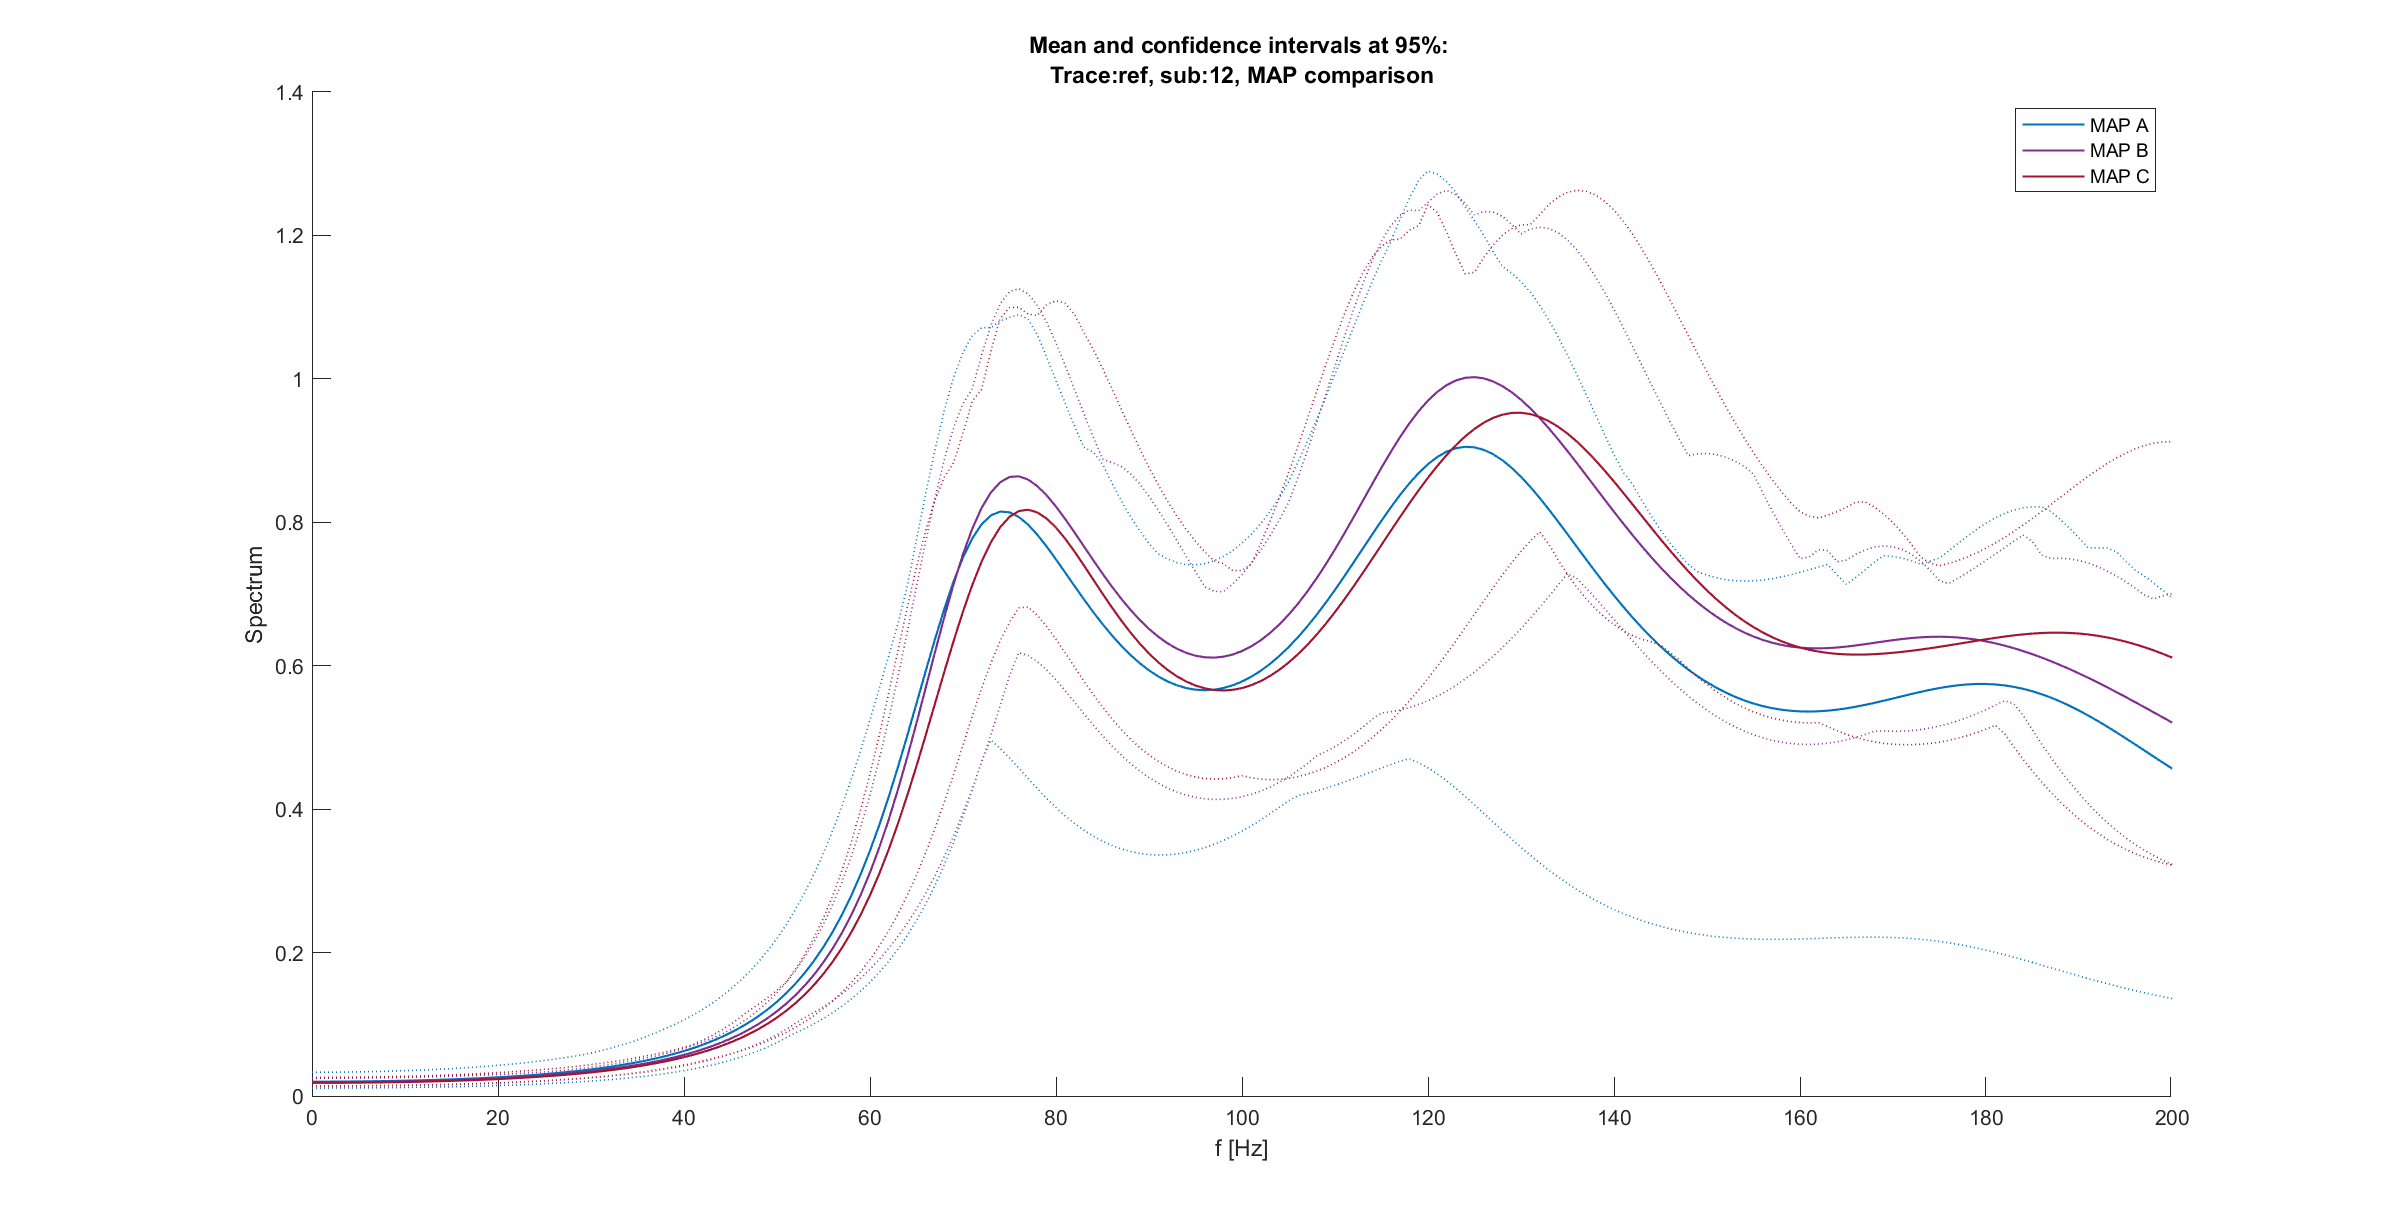 Mean and confidence intervals at 95%:
Trace:ref, sub:12, MAP comparison
1.4
1.2
1
0.8
0.6
0.4
0.2
0
Spectrum
MAP A
MAP B
MAP C
0 20 40 60 80 100 120 140 160 180 200
f [Hz]